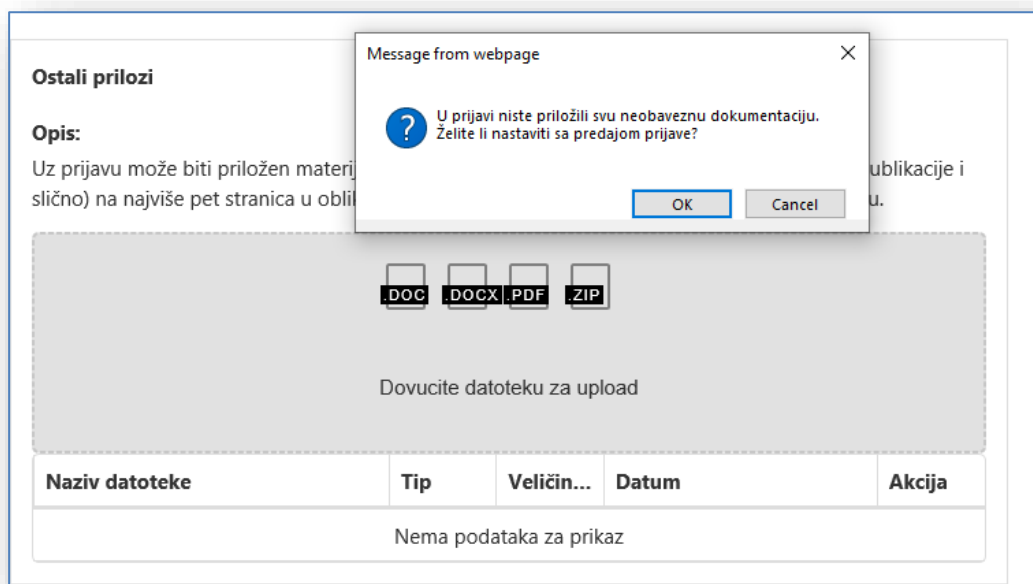 Message from webpage
U prijavi niste priložili svu neobaveznu dokumentaciju.
Želite li nastaviti sa predajom prijave?
OK Cancel
Ostali prilozi
Opis:
Uz prijavu može biti priložen ublikacije i
slično) na najviše pet stranica u u.
.DOC .DOCX .PDF .ZIP
Dovucite datoteku za upload
Naziv datoteke Tip Veličin... Datum Akcija
Nema podataka za prikaz